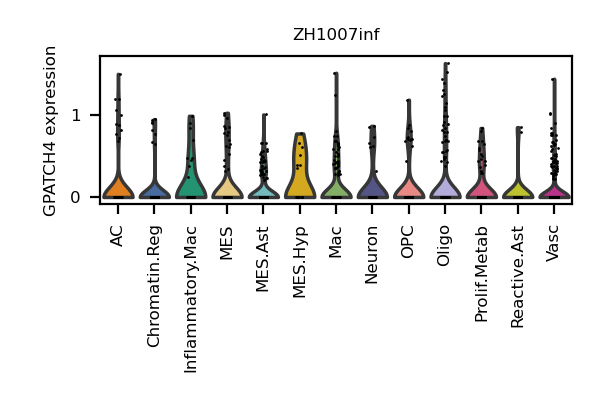 ZH1007inf
GPATCH4 expression
1
0
AC
Chromatin.Reg
Inflammatory.Mac
MES
MES.Ast
MES.Hyp
Mac
Neuron
OPC
Oligo
Prolif.Metab
Reactive.Ast
Vasc